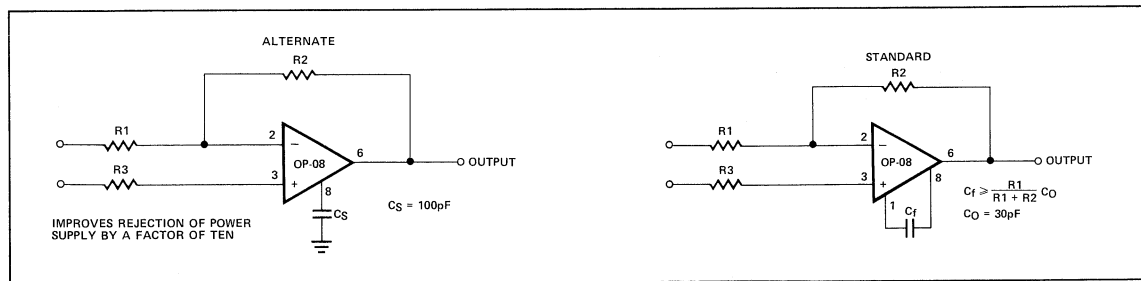 ALTERNATE
R2
R1
2
−
OP-08
6
OUTPUT
R3
3
+
8
CS
CS = 100pF
IMPROVES REJECTION OF POWER
SUPPLY BY A FACTOR OF TEN
STANDARD
R2
R1
2
−
OP-08
6
OUTPUT
R3
3
+
8
1
Cf
Cf ⩾ R1
R1 + R2 CO
CO = 30pF